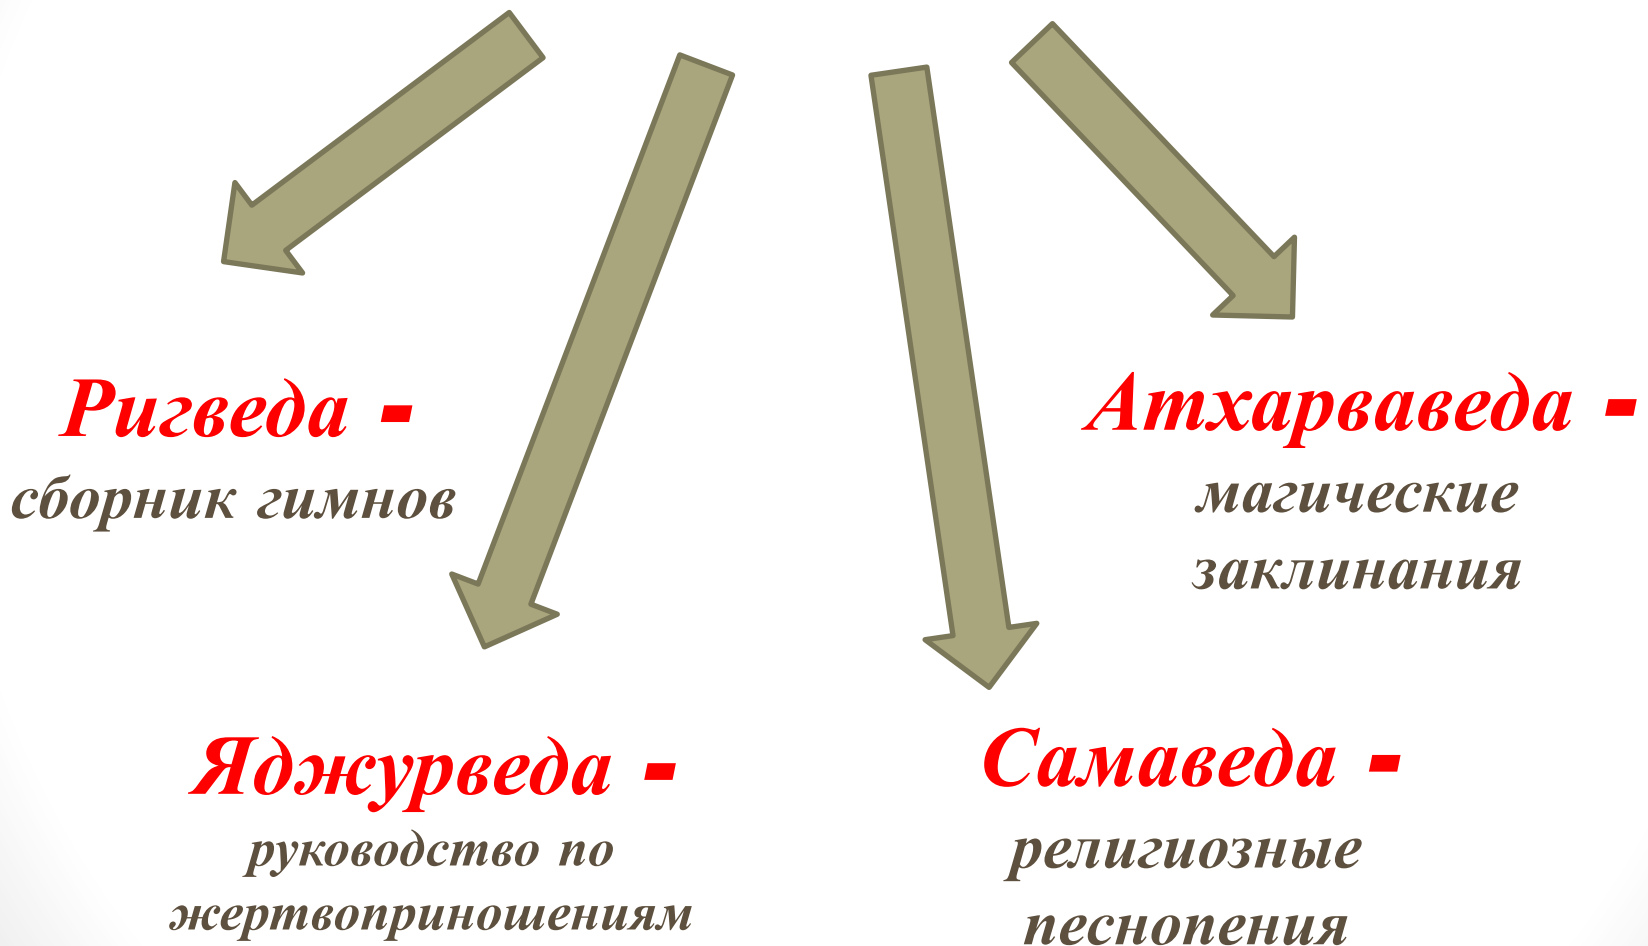 Ригведа -
сборник гимнов
Атхарваведа -
магические
заклинания
Яджурведа -
руководство по
жертвоприношениям
Самаведа -
религиозные
песнопения